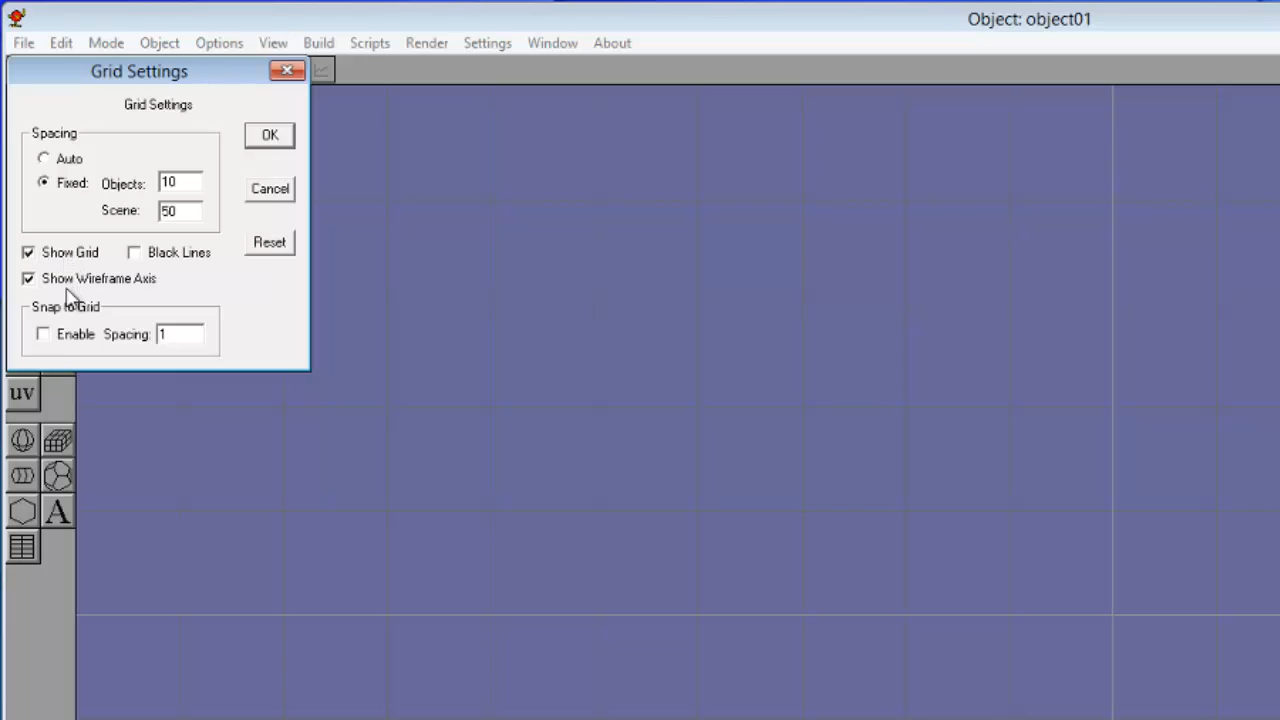 Object: object01
File Edit Mode Object Options View Build Scripts Render Settings Window About
Grid Settings
Grid Settings
Spacing
OK
Auto
Fixed: Objects: 10
Cancel
Scene: 50
Reset
Show Grid Black Lines
Show Wireframe Axis
Snap to Grid
Enable Spacing: 1
uv
A